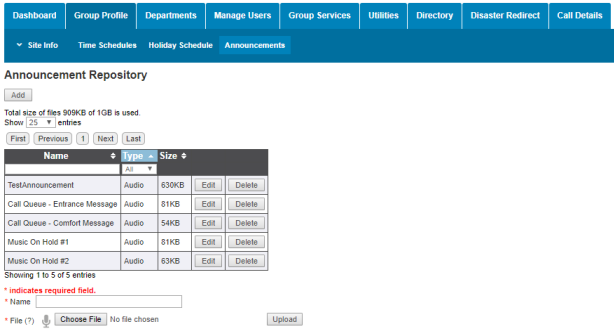 Dashboard Group Profile Departments Manage Users Group Services Utilities Directory Disaster Redirect Call Details
Site Info Time Schedules Holiday Schedule Announcements
Announcement Repository
Add
Total size of files 909KB of 1GB is used.
Show 25 entries
First Previous 1 Next Last
Name Type Size
All
TestAnnouncement Audio 630KB Edit Delete
Call Queue - Entrance Message Audio 81KB Edit Delete
Call Queue - Comfort Message Audio 54KB Edit Delete
Music On Hold #1 Audio 81KB Edit Delete
Music On Hold #2 Audio 63KB Edit Delete
Showing 1 to 5 of 5 entries
* indicates required field.
* Name
* File (?) Choose File No file chosen Upload